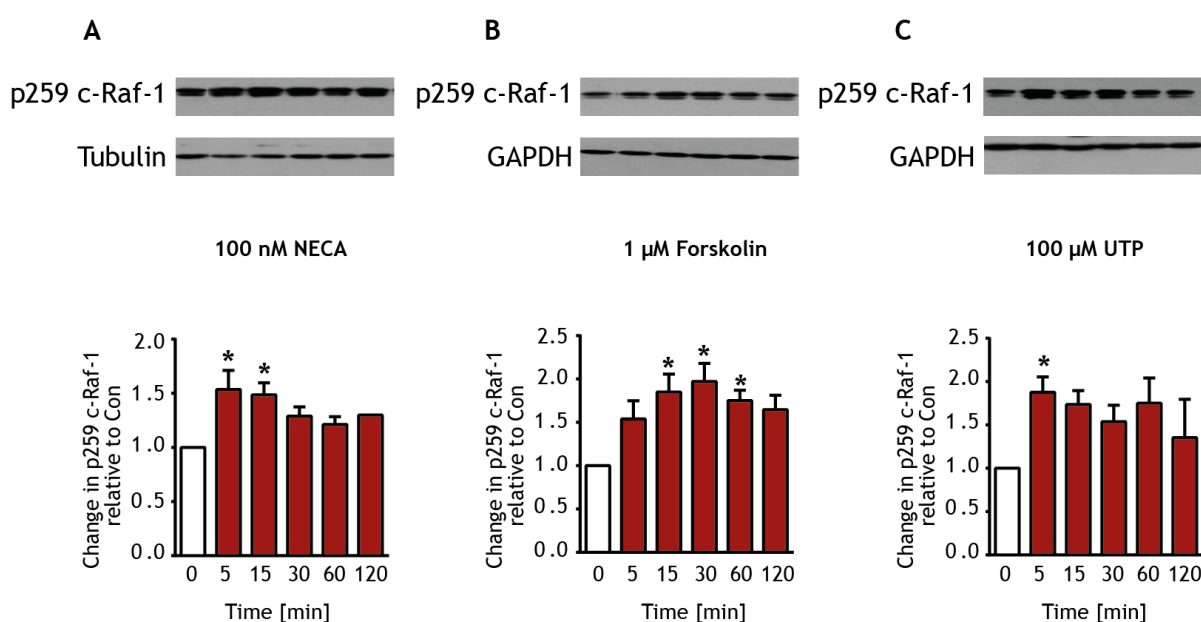 A
p259 c-Raf-1
Tubulin
100 nM NECA
Change in p259 c-Raf-1
relative to Con
2.0
1.5
1.0
0.5
0.0
*
*
0 5 15 30 60 120
Time [min]
B
p259 c-Raf-1
GAPDH
1 µM Forskolin
Change in p259 c-Raf-1
relative to Con
2.5
2.0
1.5
1.0
0.5
0.0
*
*
*
0 5 15 30 60 120
Time [min]
C
p259 c-Raf-1
GAPDH
100 µM UTP
Change in p259 c-Raf-1
relative to Con
2.5
2.0
1.5
1.0
0.5
0.0
*
0 5 15 30 60 120
Time [min]